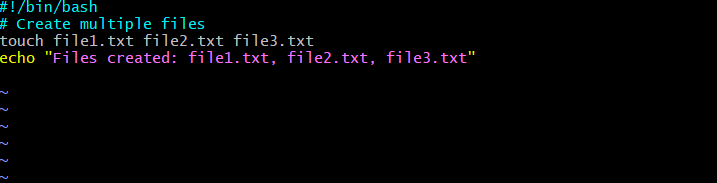 #!/bin/bash
# Create multiple files
touch file1.txt file2.txt file3.txt
echo "Files created: file1.txt, file2.txt, file3.txt"
~
~
~
~
~
~